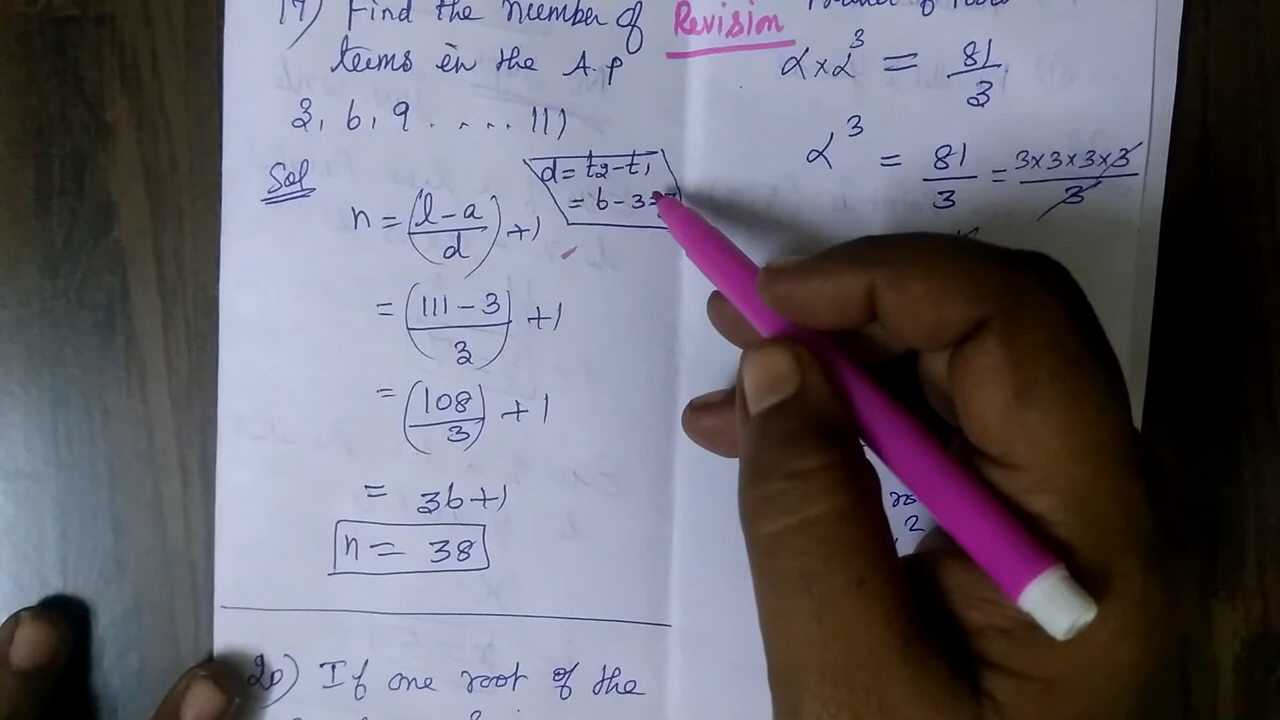 17) Find the number of
terms in the A.P
3, 6, 9 ..... 111
Sol
d = t2 - t1
= 6 - 3 =
n = (l - a / d) + 1
= (111 - 3 / 3) + 1
= (108 / 3) + 1
= 36 + 1
n = 38
20) If one root of the
Revision
α × α³ = 81/3
α³ = 81/3 = 3×3×3×3/3
2